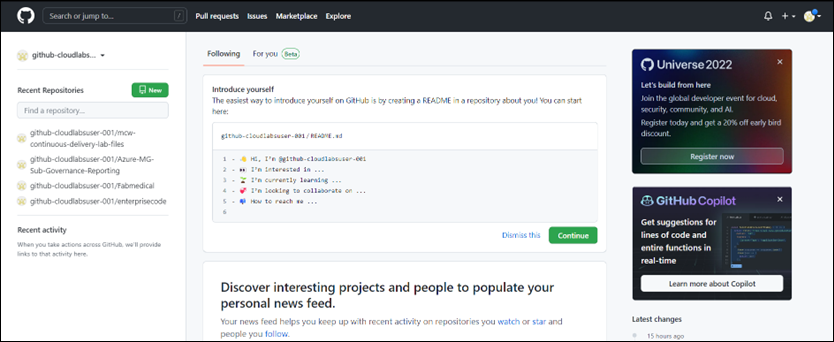 Search or jump to...
/
Pull requests Issues Marketplace Explore
github-cloudlabs...
Recent Repositories
New
Find a repository...
github-cloudlabsuser-001/mcw-
continuous-delivery-lab-files
github-cloudlabsuser-001/Azure-MG-
Sub-Governance-Reporting
github-cloudlabsuser-001/Fabmedical
github-cloudlabsuser-001/enterprisecode
Recent activity
When you take actions across GitHub, we'll provide
links to that activity here.
Following For you Beta
Introduce yourself
The easiest way to introduce yourself on GitHub is by creating a README in a repository about you! You can start
here:
github-cloudlabsuser-001/README.md
1 - 👋 Hi, I'm @github-cloudlabsuser-001
2 - 👀 I'm interested in ...
3 - 🌱 I'm currently learning ...
4 - 💞️ I'm looking to collaborate on ...
5 - 📫 How to reach me ...
6
Dismiss this Continue
Discover interesting projects and people to populate your
personal news feed.
Your news feed helps you keep up with recent activity on repositories you watch or star and
people you follow.
Universe 2022
Let's build from here
Join the global developer event for cloud,
security, community, and AI.
Register today and get a 20% off early bird
discount.
Register now
GitHub Copilot
Get suggestions for
lines of code and
entire functions in
real-time
Learn more about Copilot
Latest changes
15 hours ago